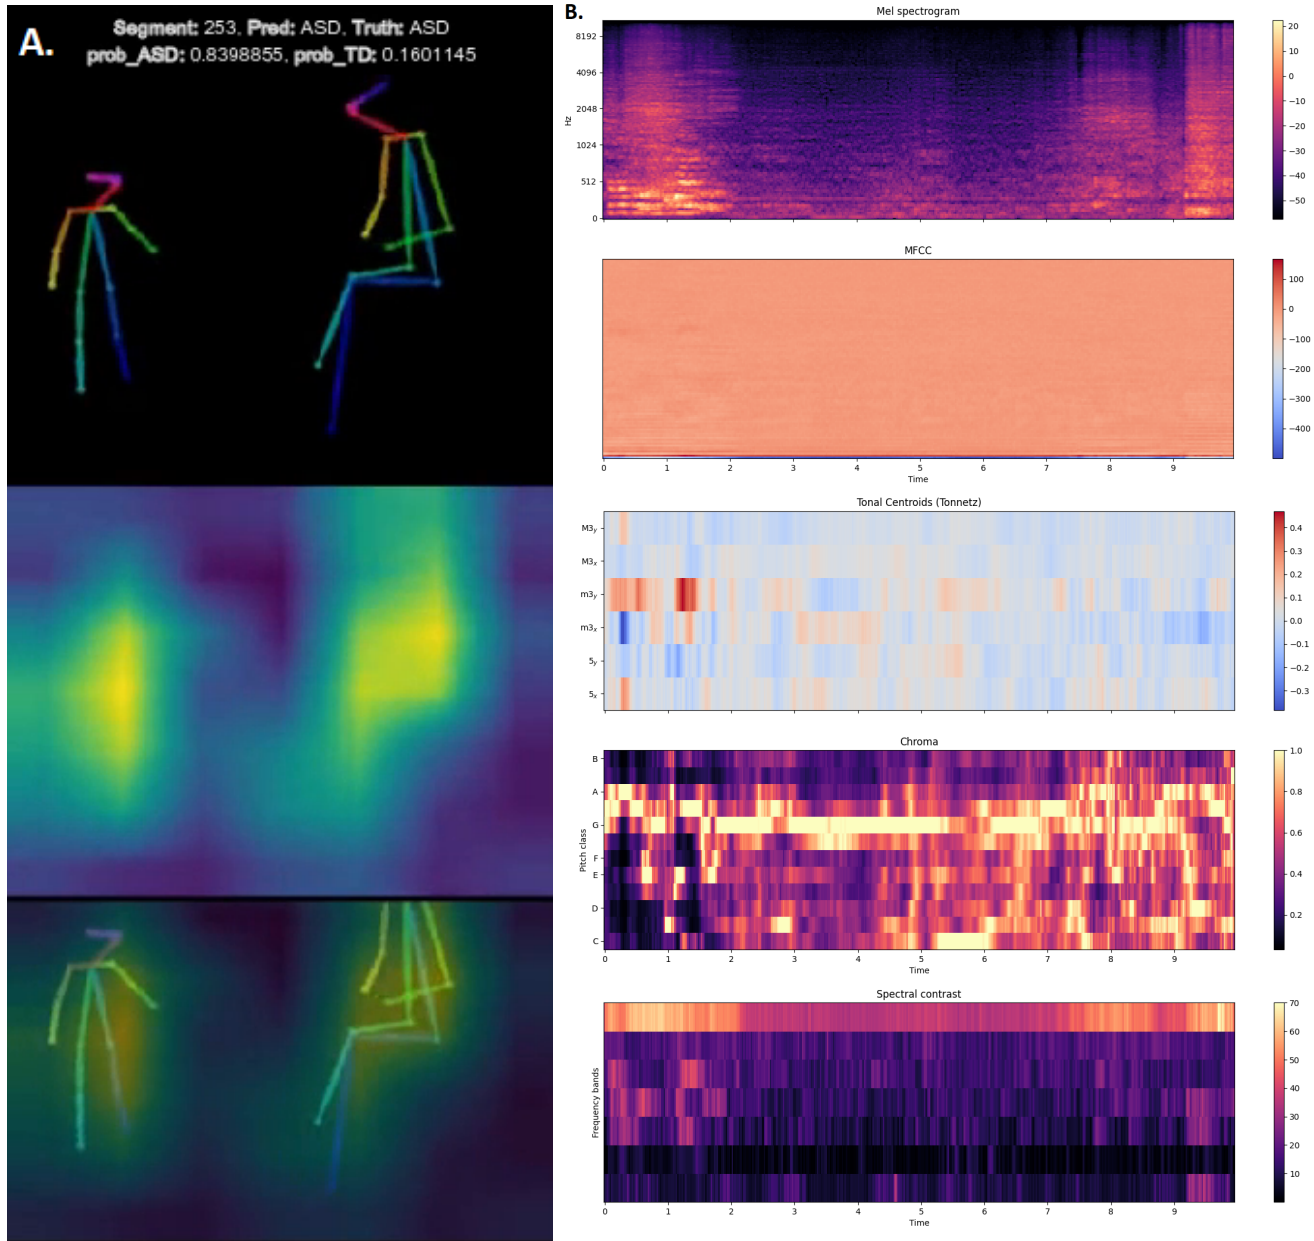 A.
Segment: 253, Pred: ASD, Truth: ASD
prob_ASD: 0.8398855, prob_TD: 0.1601145
B.
Mel spectrogram
Hz
8192
4096
2048
1024
512
0
20
10
0
−10
−20
−30
−40
−50
MFCC
0 1 2 3 4 5 6 7 8 9
Time
100
0
−100
−200
−300
−400
Tonal Centroids (Tonnetz)
M3y
M3x
m3y
m3x
5y
5x
0.4
0.3
0.2
0.1
0.0
−0.1
−0.2
−0.3
Chroma
Pitch class
B
A
G
F
E
D
C
0 1 2 3 4 5 6 7 8 9
Time
1.0
0.8
0.6
0.4
0.2
Spectral contrast
Frequency bands
0 1 2 3 4 5 6 7 8 9
Time
70
60
50
40
30
20
10